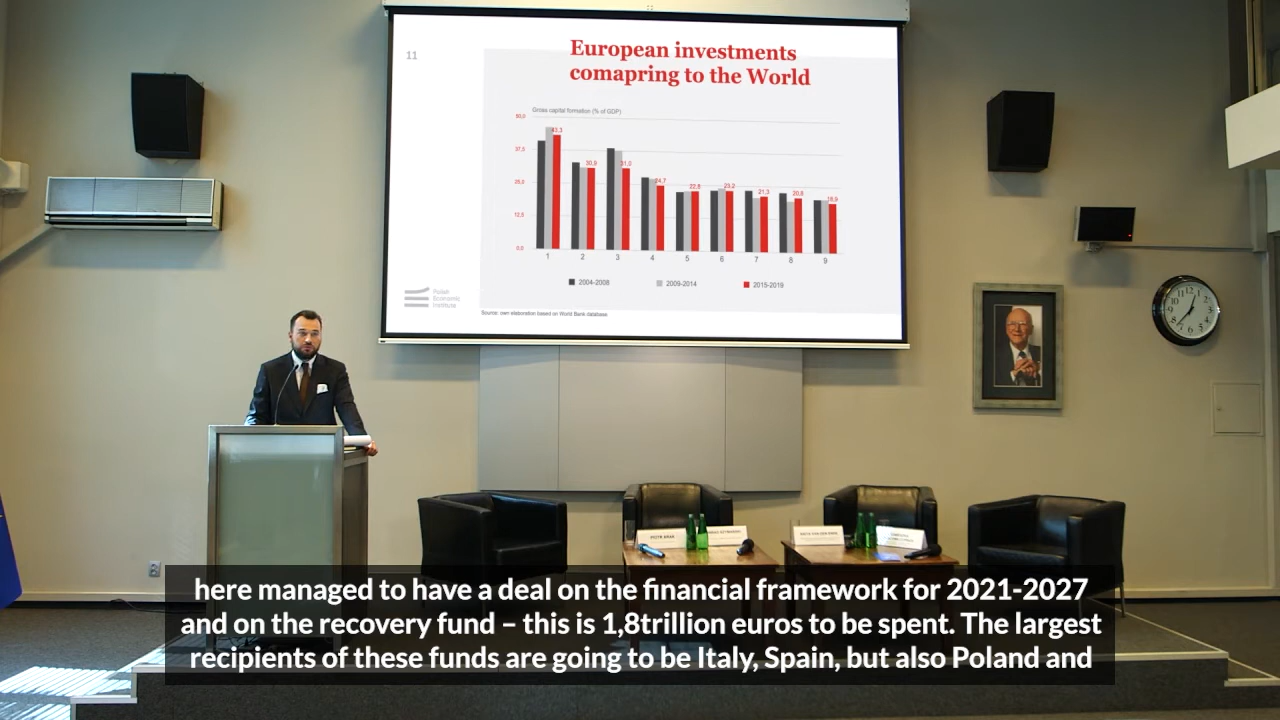 11
European investments
comapring to the World
Gross capital formation (% of GDP)
50,0
37,5
25,0
12,5
0,0
43,3
30,9
31,0
24,7
22,8
23,2
21,3
20,8
18,9
1 2 3 4 5 6 7 8 9
2004-2008 2009-2014 2015-2019
Polish
Economic
Institute
Source: own elaboration based on World Bank database
PIOTR ARAK
here managed to have a deal on the financial framework for 2021-2027
and on the recovery fund – this is 1,8trillion euros to be spent. The largest
recipients of these funds are going to be Italy, Spain, but also Poland and